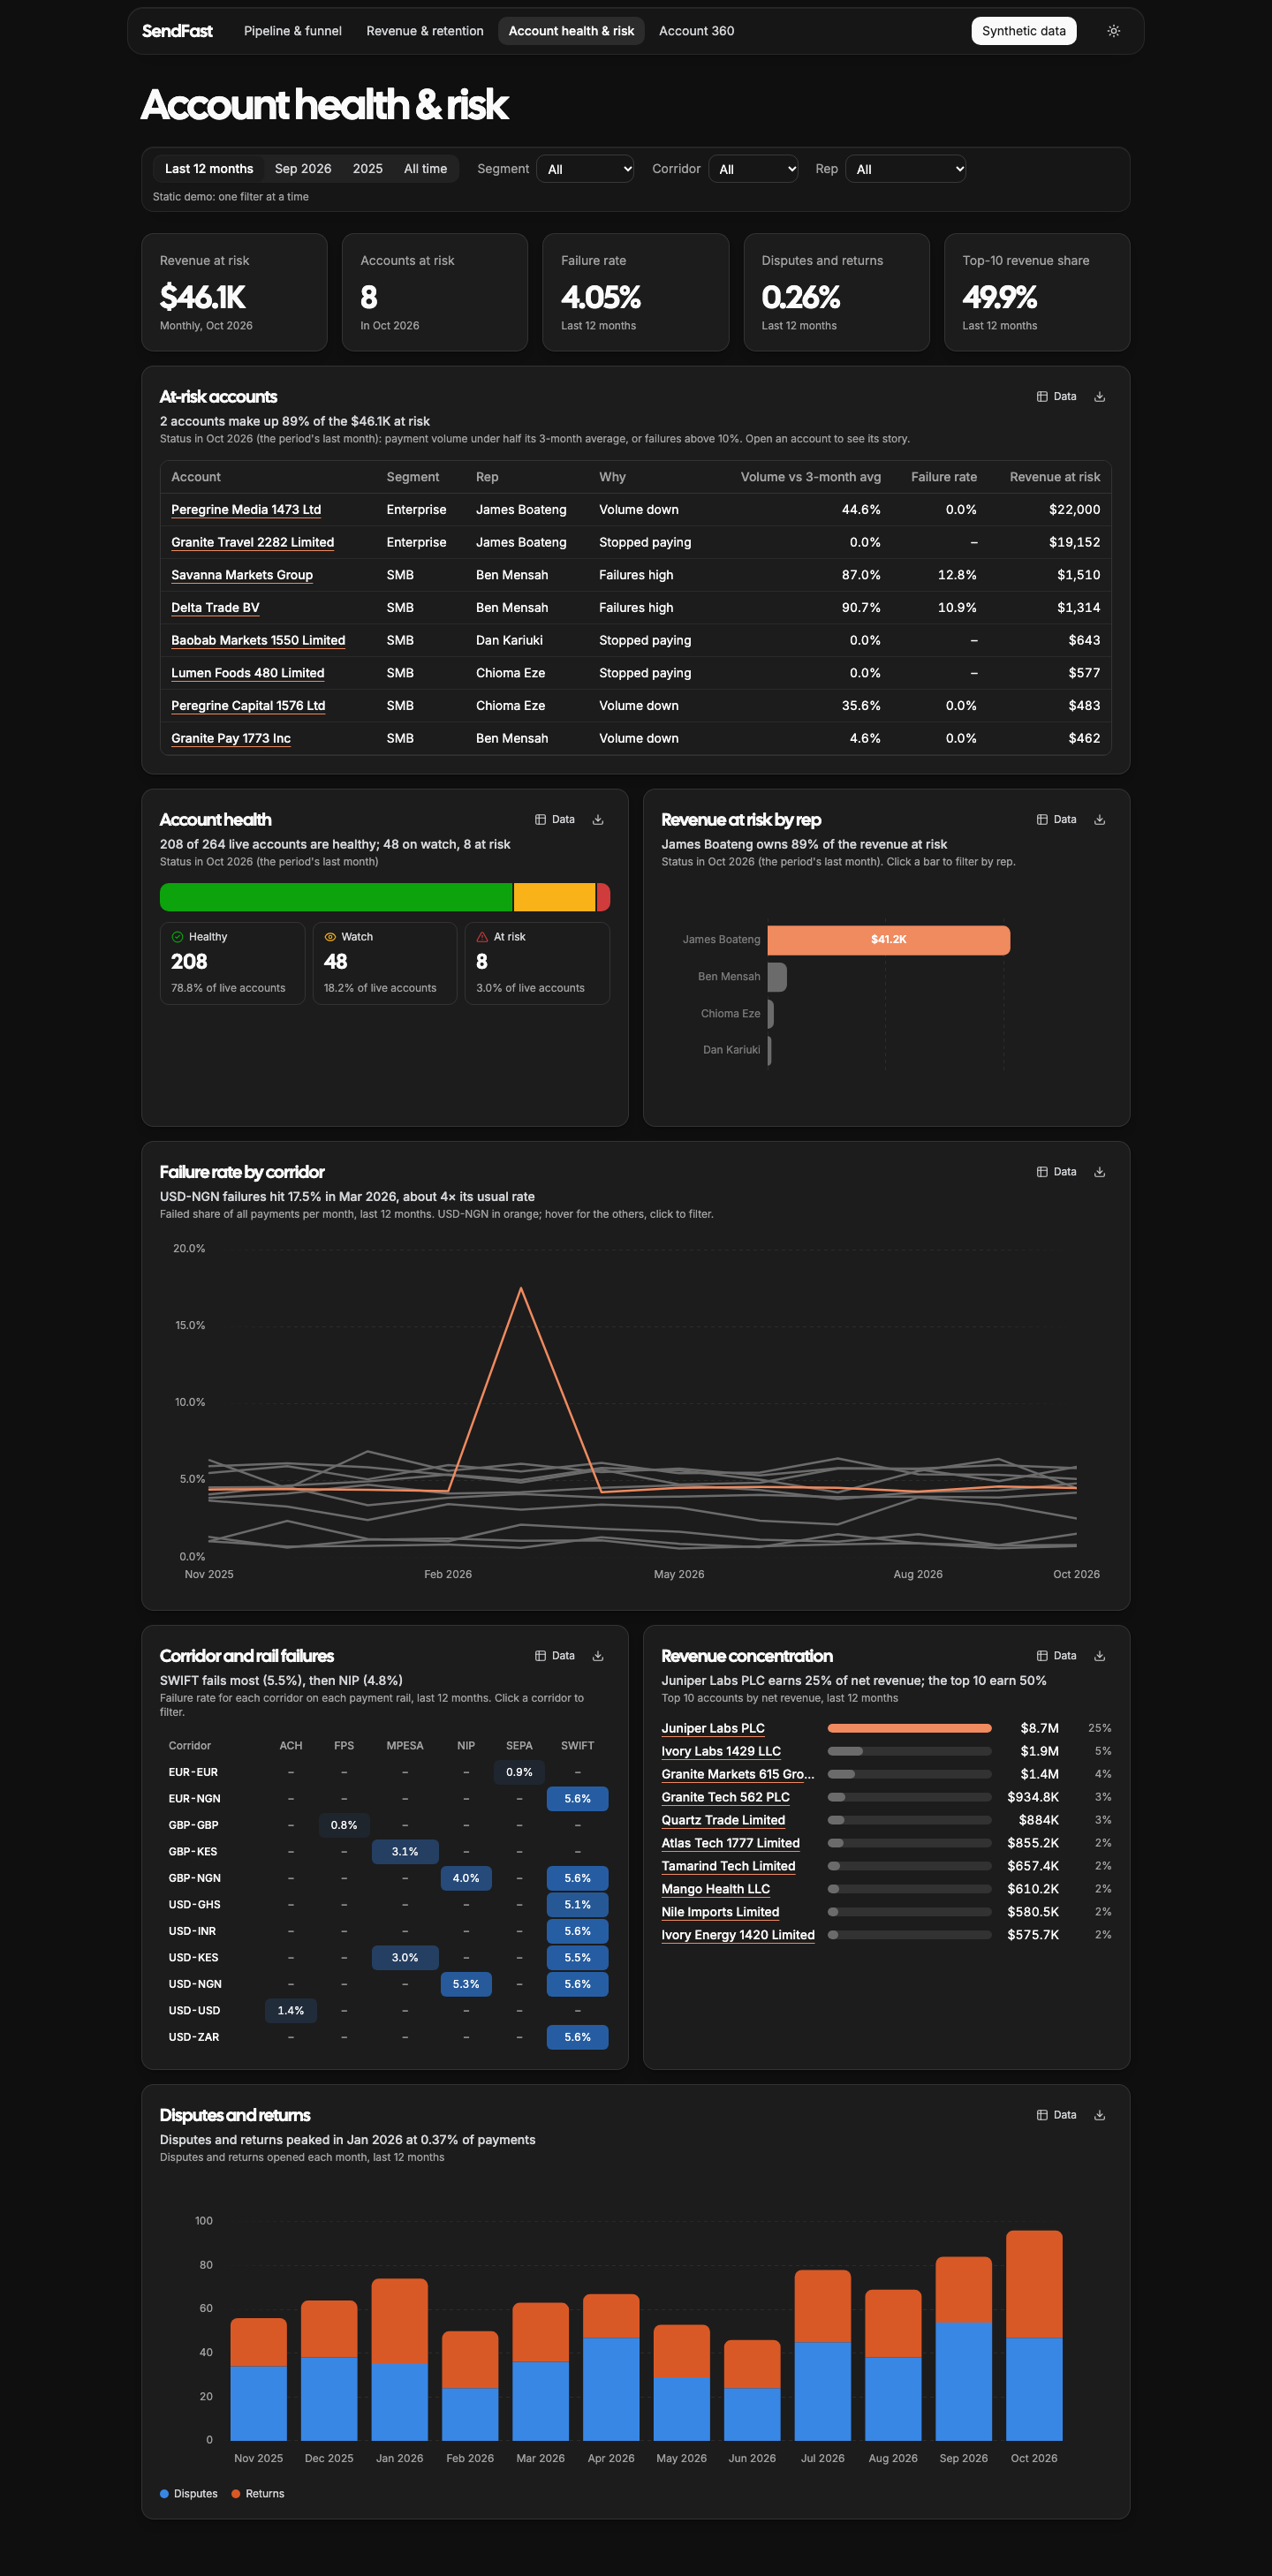 SendFast
Pipeline & funnel
Revenue & retention
Account health & risk
Account 360
Synthetic data
Account health & risk
Last 12 months
Sep 2026
2025
All time
Segment
All
Corridor
All
Rep
All
Static demo: one filter at a time
Revenue at risk
$46.1K
Monthly, Oct 2026
Accounts at risk
8
In Oct 2026
Failure rate
4.05%
Last 12 months
Disputes and returns
0.26%
Last 12 months
Top-10 revenue share
49.9%
Last 12 months
At-risk accounts
Data
2 accounts make up 89% of the $46.1K at risk
Status in Oct 2026 (the period's last month): payment volume under half its 3-month average, or failures above 10%. Open an account to see its story.
Account Segment Rep Why Volume vs 3-month avg Failure rate Revenue at risk
Peregrine Media 1473 Ltd Enterprise James Boateng Volume down 44.6% 0.0% $22,000
Granite Travel 2282 Limited Enterprise James Boateng Stopped paying 0.0% – $19,152
Savanna Markets Group SMB Ben Mensah Failures high 87.0% 12.8% $1,510
Delta Trade BV SMB Ben Mensah Failures high 90.7% 10.9% $1,314
Baobab Markets 1550 Limited SMB Dan Kariuki Stopped paying 0.0% – $643
Lumen Foods 480 Limited SMB Chioma Eze Stopped paying 0.0% – $577
Peregrine Capital 1576 Ltd SMB Chioma Eze Volume down 35.6% 0.0% $483
Granite Pay 1773 Inc SMB Ben Mensah Volume down 4.6% 0.0% $462
Account health
Data
208 of 264 live accounts are healthy; 48 on watch, 8 at risk
Status in Oct 2026 (the period's last month)
Healthy
208
78.8% of live accounts
Watch
48
18.2% of live accounts
At risk
8
3.0% of live accounts
Revenue at risk by rep
Data
James Boateng owns 89% of the revenue at risk
Status in Oct 2026 (the period's last month). Click a bar to filter by rep.
James Boateng $41.2K
Ben Mensah
Chioma Eze
Dan Kariuki
Failure rate by corridor
Data
USD-NGN failures hit 17.5% in Mar 2026, about 4× its usual rate
Failed share of all payments per month, last 12 months. USD-NGN in orange; hover for the others, click to filter.
20.0%
15.0%
10.0%
5.0%
0.0%
Nov 2025 Feb 2026 May 2026 Aug 2026 Oct 2026
Corridor and rail failures
Data
SWIFT fails most (5.5%), then NIP (4.8%)
Failure rate for each corridor on each payment rail, last 12 months. Click a corridor to
filter.
Corridor ACH FPS MPESA NIP SEPA SWIFT
EUR-EUR – – – – 0.9% –
EUR-NGN – – – – – 5.6%
GBP-GBP – 0.8% – – – –
GBP-KES – – 3.1% – – –
GBP-NGN – – – 4.0% – 5.6%
USD-GHS – – – – – 5.1%
USD-INR – – – – – 5.6%
USD-KES – – 3.0% – – 5.5%
USD-NGN – – – 5.3% – 5.6%
USD-USD 1.4% – – – – –
USD-ZAR – – – – – 5.6%
Revenue concentration
Data
Juniper Labs PLC earns 25% of net revenue; the top 10 earn 50%
Top 10 accounts by net revenue, last 12 months
Juniper Labs PLC $8.7M 25%
Ivory Labs 1429 LLC $1.9M 5%
Granite Markets 615 Gro... $1.4M 4%
Granite Tech 562 PLC $934.8K 3%
Quartz Trade Limited $884K 3%
Atlas Tech 1777 Limited $855.2K 2%
Tamarind Tech Limited $657.4K 2%
Mango Health LLC $610.2K 2%
Nile Imports Limited $580.5K 2%
Ivory Energy 1420 Limited $575.7K 2%
Disputes and returns
Data
Disputes and returns peaked in Jan 2026 at 0.37% of payments
Disputes and returns opened each month, last 12 months
100
80
60
40
20
0
Nov 2025 Dec 2025 Jan 2026 Feb 2026 Mar 2026 Apr 2026 May 2026 Jun 2026 Jul 2026 Aug 2026 Sep 2026 Oct 2026
Disputes
Returns